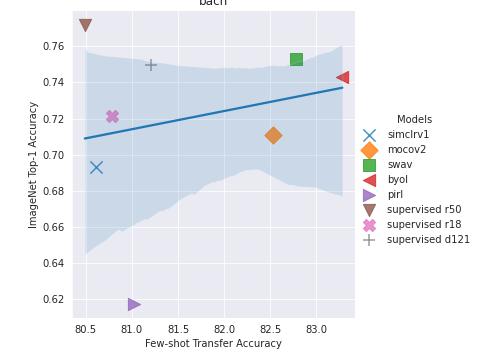 bach
0.76
0.74
0.72
0.70
0.68
0.66
0.64
0.62
ImageNet Top-1 Accuracy
80.5 81.0 81.5 82.0 82.5 83.0
Few-shot Transfer Accuracy
Models
simclrv1
mocov2
swav
byol
pirl
supervised r50
supervised r18
supervised d121